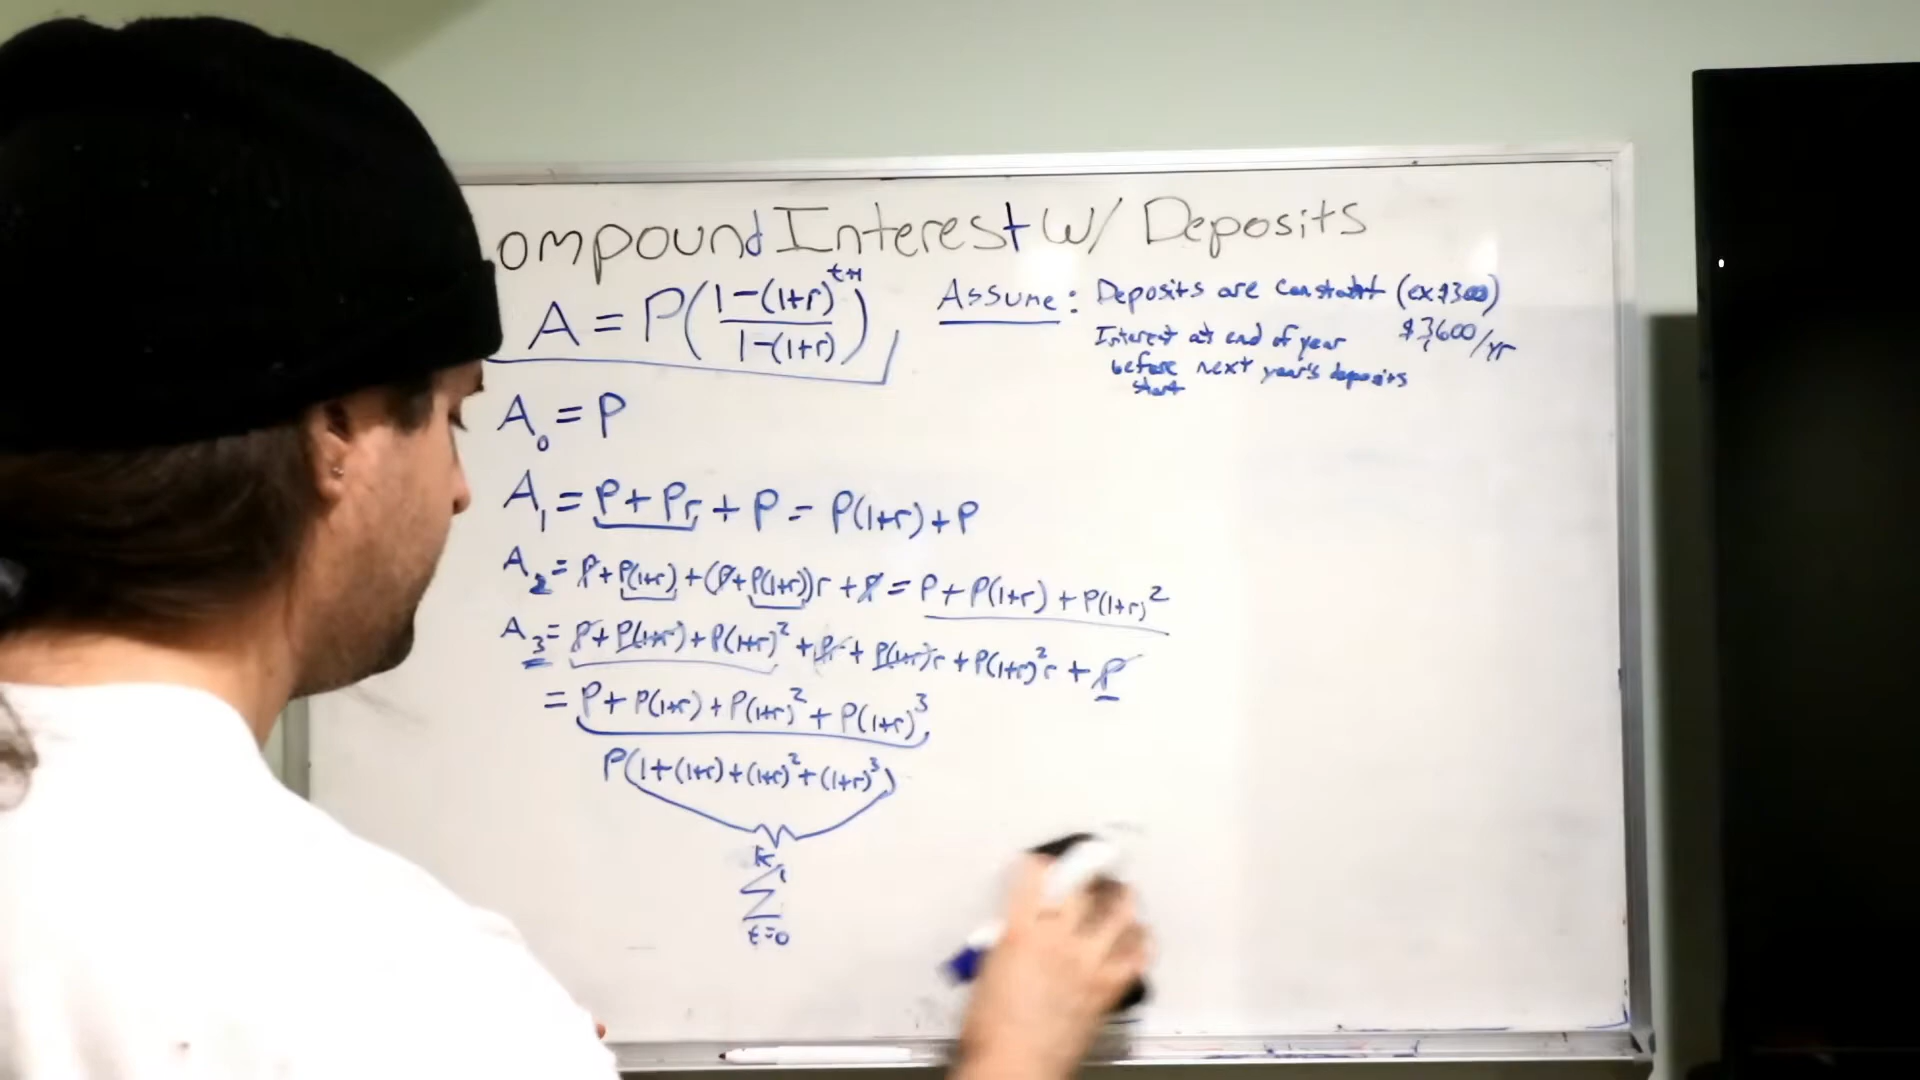 ompound Interest w/ Deposits
A = P((1-(1+r)^t+1)/(1-(1+r)))
Assume: Deposits are constant (ex $300)
$3600/yr
Interest at end of year
before next year's deposits
start
A₀ = P
A₁ = P + Pr + P = P(1+r) + P
A₂ = P + P(1+r) + (P + P(1+r))r + P = P + P(1+r) + P(1+r)²
A₃ = P + P(1+r) + P(1+r)² + Pr + P(1+r)r + P(1+r)²r + P
= P + P(1+r) + P(1+r)² + P(1+r)³
P(1+(1+r)+(1+r)²+(1+r)³)
k
Σ
t=0